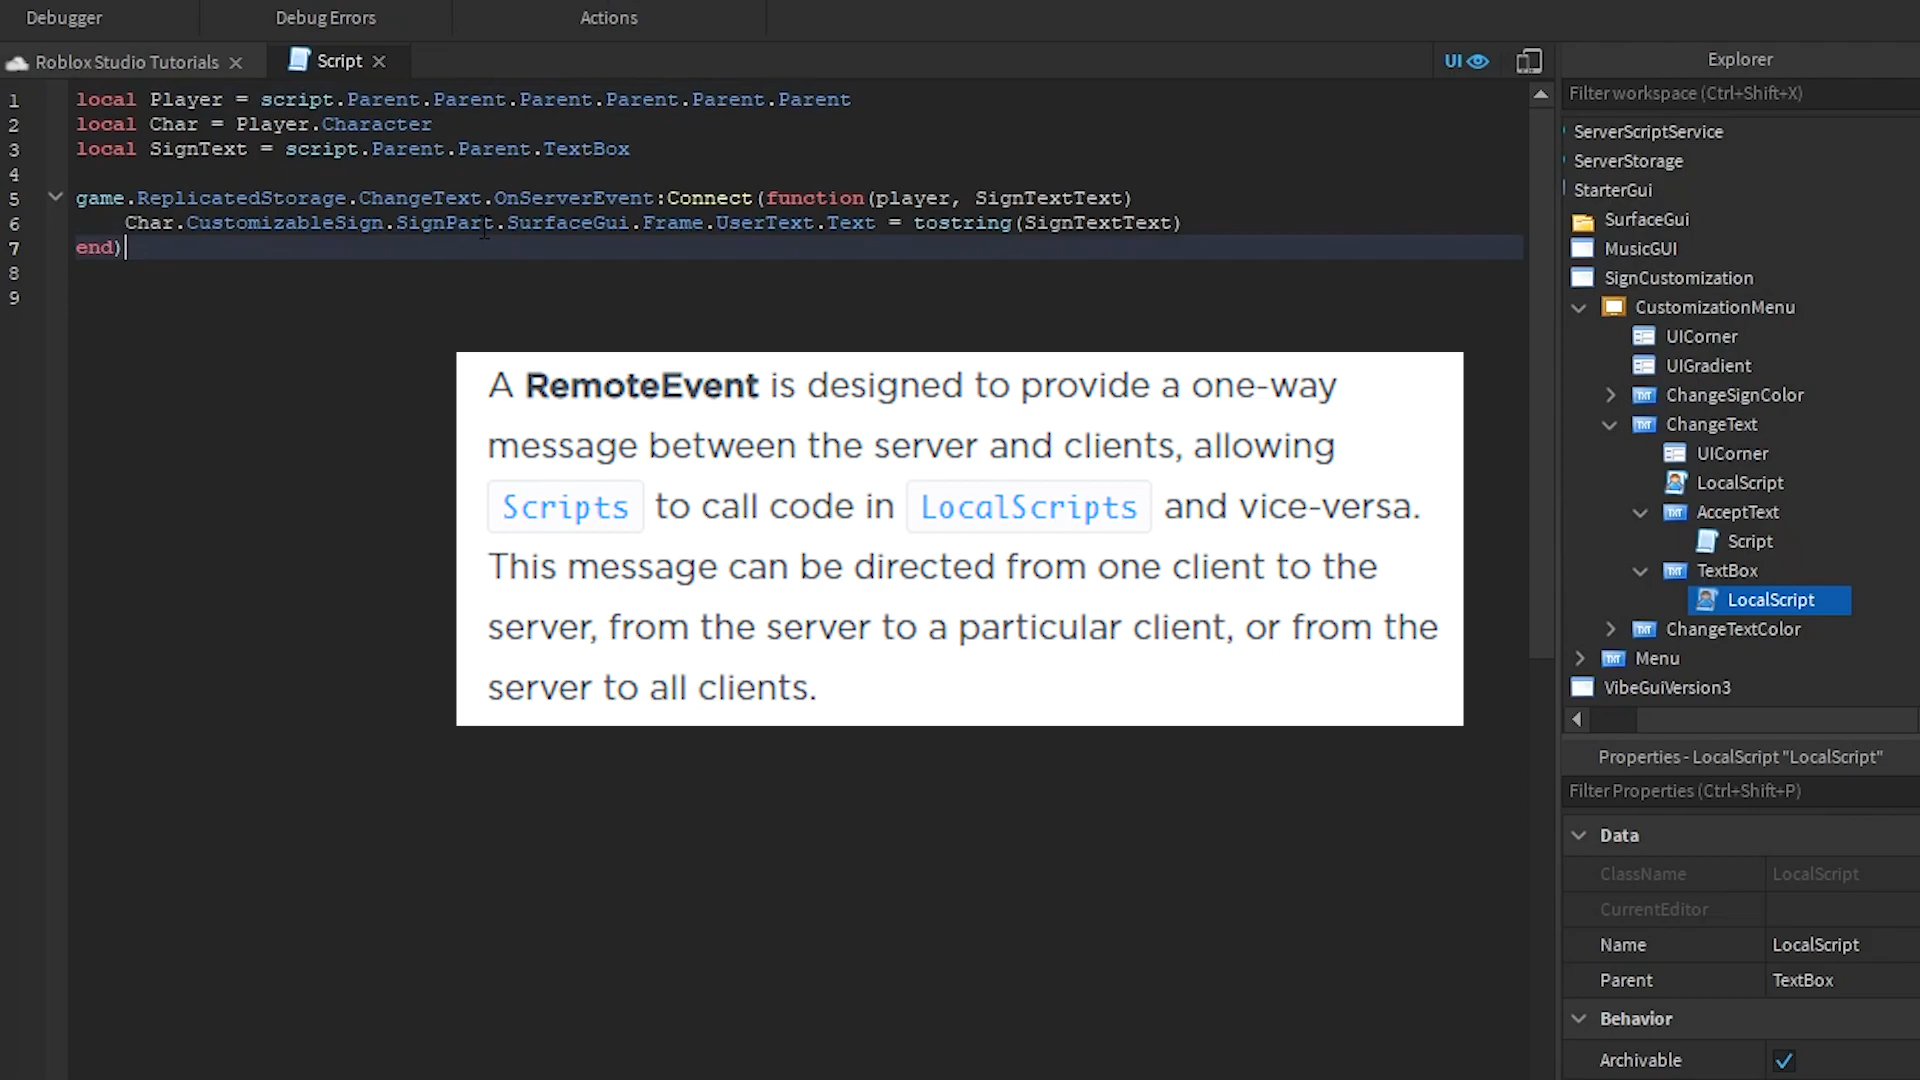 Debugger
Debug Errors
Actions
Roblox Studio Tutorials
Script
UI
Explorer
1 local Player = script.Parent.Parent.Parent.Parent.Parent.Parent
2 local Char = Player.Character
3 local SignText = script.Parent.Parent.TextBox
4
5 game.ReplicatedStorage.ChangeText.OnServerEvent:Connect(function(player, SignTextText)
6 Char.CustomizableSign.SignPart.SurfaceGui.Frame.UserText.Text = tostring(SignTextText)
7 end)
8
9
A RemoteEvent is designed to provide a one-way
message between the server and clients, allowing
Scripts to call code in LocalScripts and vice-versa.
This message can be directed from one client to the
server, from the server to a particular client, or from the
server to all clients.
Filter workspace (Ctrl+Shift+X)
ServerScriptService
ServerStorage
StarterGui
SurfaceGui
MusicGUI
SignCustomization
CustomizationMenu
UICorner
UIGradient
TXT ChangeSignColor
TXT ChangeText
UICorner
LocalScript
TXT AcceptText
Script
TXT TextBox
LocalScript
TXT ChangeTextColor
TXT Menu
VibeGuiVersion3
Properties - LocalScript "LocalScript"
Filter Properties (Ctrl+Shift+P)
Data
ClassName LocalScript
CurrentEditor
Name LocalScript
Parent TextBox
Behavior
Archivable